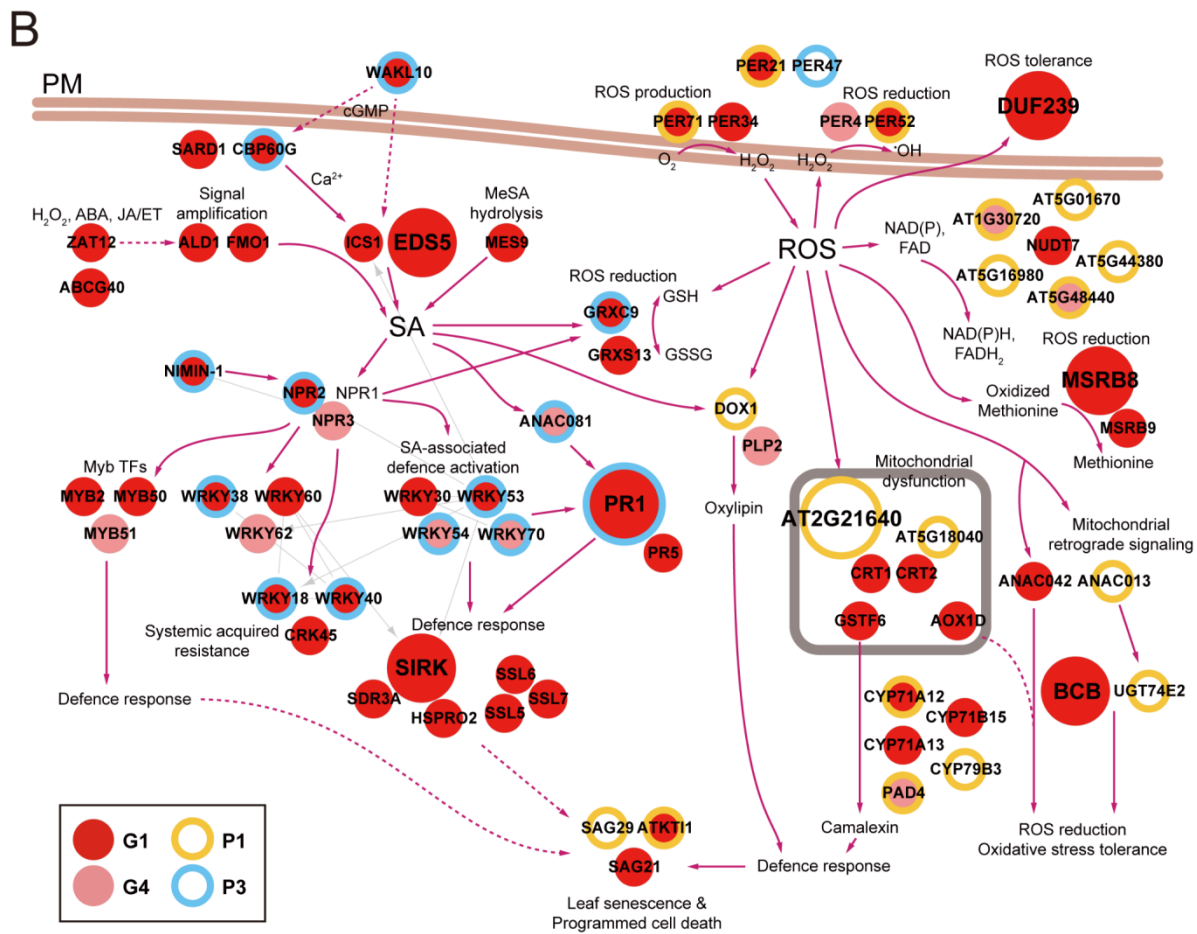 B
PM
WAKL10
cGMP
SARD1
CBP60G
Ca²⁺
H₂O₂, ABA, JA/ET
Signal
amplification
MeSA
hydrolysis
ZAT12
ALD1
FMO1
ICS1
EDS5
MES9
ABCG40
SA
PER21
PER47
ROS production
ROS reduction
PER71
PER34
PER4
PER52
O₂
H₂O₂
H₂O₂
·OH
ROS tolerance
DUF239
ROS
NAD(P),
FAD
AT5G01670
AT1G30720
NUDT7
AT5G44380
AT5G16980
AT5G48440
NAD(P)H,
FADH₂
ROS reduction
GRXC9
GSH
GRXS13
GSSG
ROS reduction
MSRB8
Oxidized
Methionine
MSRB9
Methionine
NIMIN-1
NPR2
NPR1
NPR3
ANAC081
DOX1
PLP2
SA-associated
defence activation
Myb TFs
MYB2
MYB50
MYB51
WRKY38
WRKY60
WRKY62
WRKY30
WRKY53
WRKY54
WRKY70
PR1
PR5
Oxylipin
Mitochondrial
dysfunction
AT2G21640
AT5G18040
CRT1
CRT2
GSTF6
AOX1D
Mitochondrial
retrograde signaling
ANAC042
ANAC013
WRKY18
WRKY40
CRK45
Systemic acquired
resistance
Defence response
SIRK
SDR3A
HSPRO2
SSL6
SSL7
SSL5
Defence response
BCB
UGT74E2
CYP71A12
CYP71B15
CYP71A13
CYP79B3
PAD4
Camalexin
ROS reduction
Oxidative stress tolerance
SAG29
ATKTI1
SAG21
Defence response
Leaf senescence &
Programmed cell death
G1
P1
G4
P3